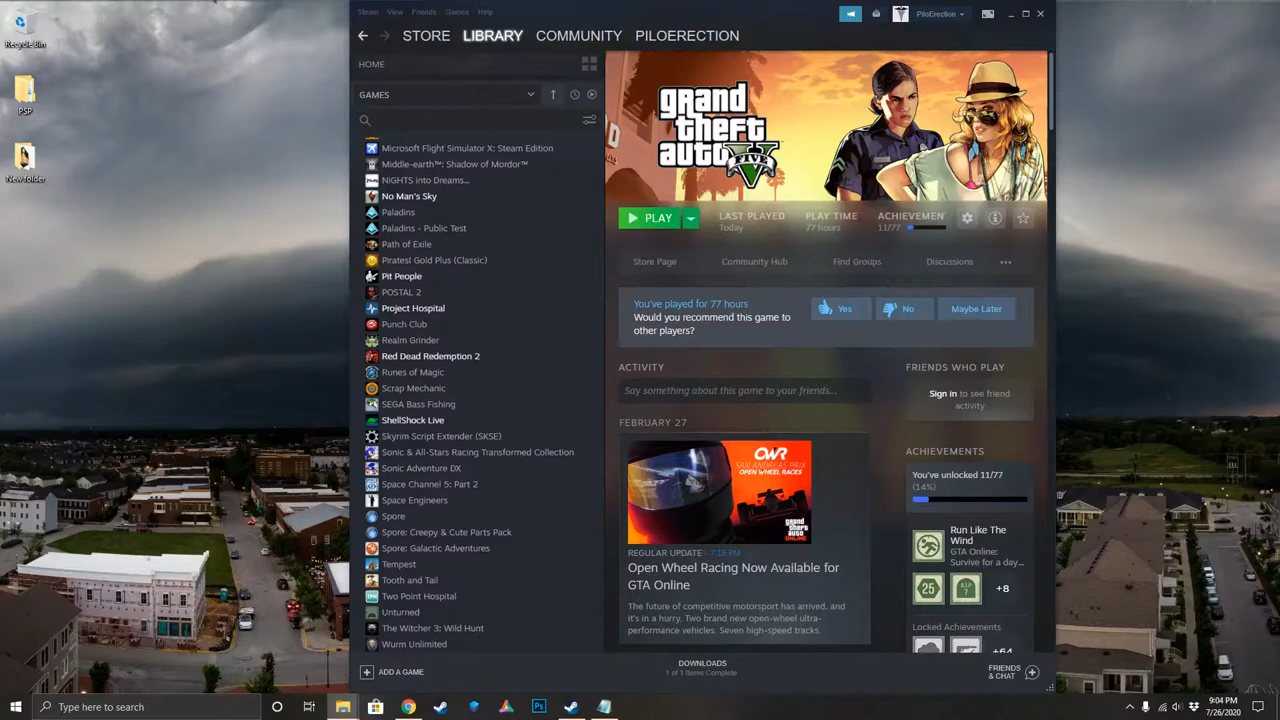 Recycle Bin
PSP
New folder
Steam View Friends Games Help
PiloErection
STORE LIBRARY COMMUNITY PILOERECTION
HOME
GAMES
Microsoft Flight Simulator X: Steam Edition
Middle-earth™: Shadow of Mordor™
NiGHTS into Dreams...
No Man's Sky
Paladins
Paladins - Public Test
Path of Exile
Pirates! Gold Plus (Classic)
Pit People
POSTAL 2
Project Hospital
Punch Club
Realm Grinder
Red Dead Redemption 2
Runes of Magic
Scrap Mechanic
SEGA Bass Fishing
ShellShock Live
Skyrim Script Extender (SKSE)
Sonic & All-Stars Racing Transformed Collection
Sonic Adventure DX
Space Channel 5: Part 2
Space Engineers
Spore
Spore: Creepy & Cute Parts Pack
Spore: Galactic Adventures
Tempest
Tooth and Tail
Two Point Hospital
Unturned
The Witcher 3: Wild Hunt
Wurm Unlimited
ADD A GAME
grand
theft
auto
FIVE
PLAY
LAST PLAYED
Today
PLAY TIME
77 hours
ACHIEVEMEN
11/77
Store Page Community Hub Find Groups Discussions
You've played for 77 hours
Would you recommend this game to
other players?
Yes No Maybe Later
ACTIVITY
Say something about this game to your friends...
FEBRUARY 27
OWR
SAN ANDREAS PRIX
OPEN WHEEL RACES
grand
theft
auto
ONLINE
REGULAR UPDATE - 7:16 PM
Open Wheel Racing Now Available for
GTA Online
The future of competitive motorsport has arrived, and
it's in a hurry. Two brand new open-wheel ultra-
performance vehicles. Seven high-speed tracks.
FRIENDS WHO PLAY
Sign in to see friend
activity
ACHIEVEMENTS
You've unlocked 11/77
(14%)
Run Like The
Wind
GTA Online:
Survive for a day...
25
R.I.P.
?
+8
Locked Achievements
+64
DOWNLOADS
1 of 1 Items Complete
FRIENDS
& CHAT
Type here to search
Ps
9:04 PM
7/26/2020